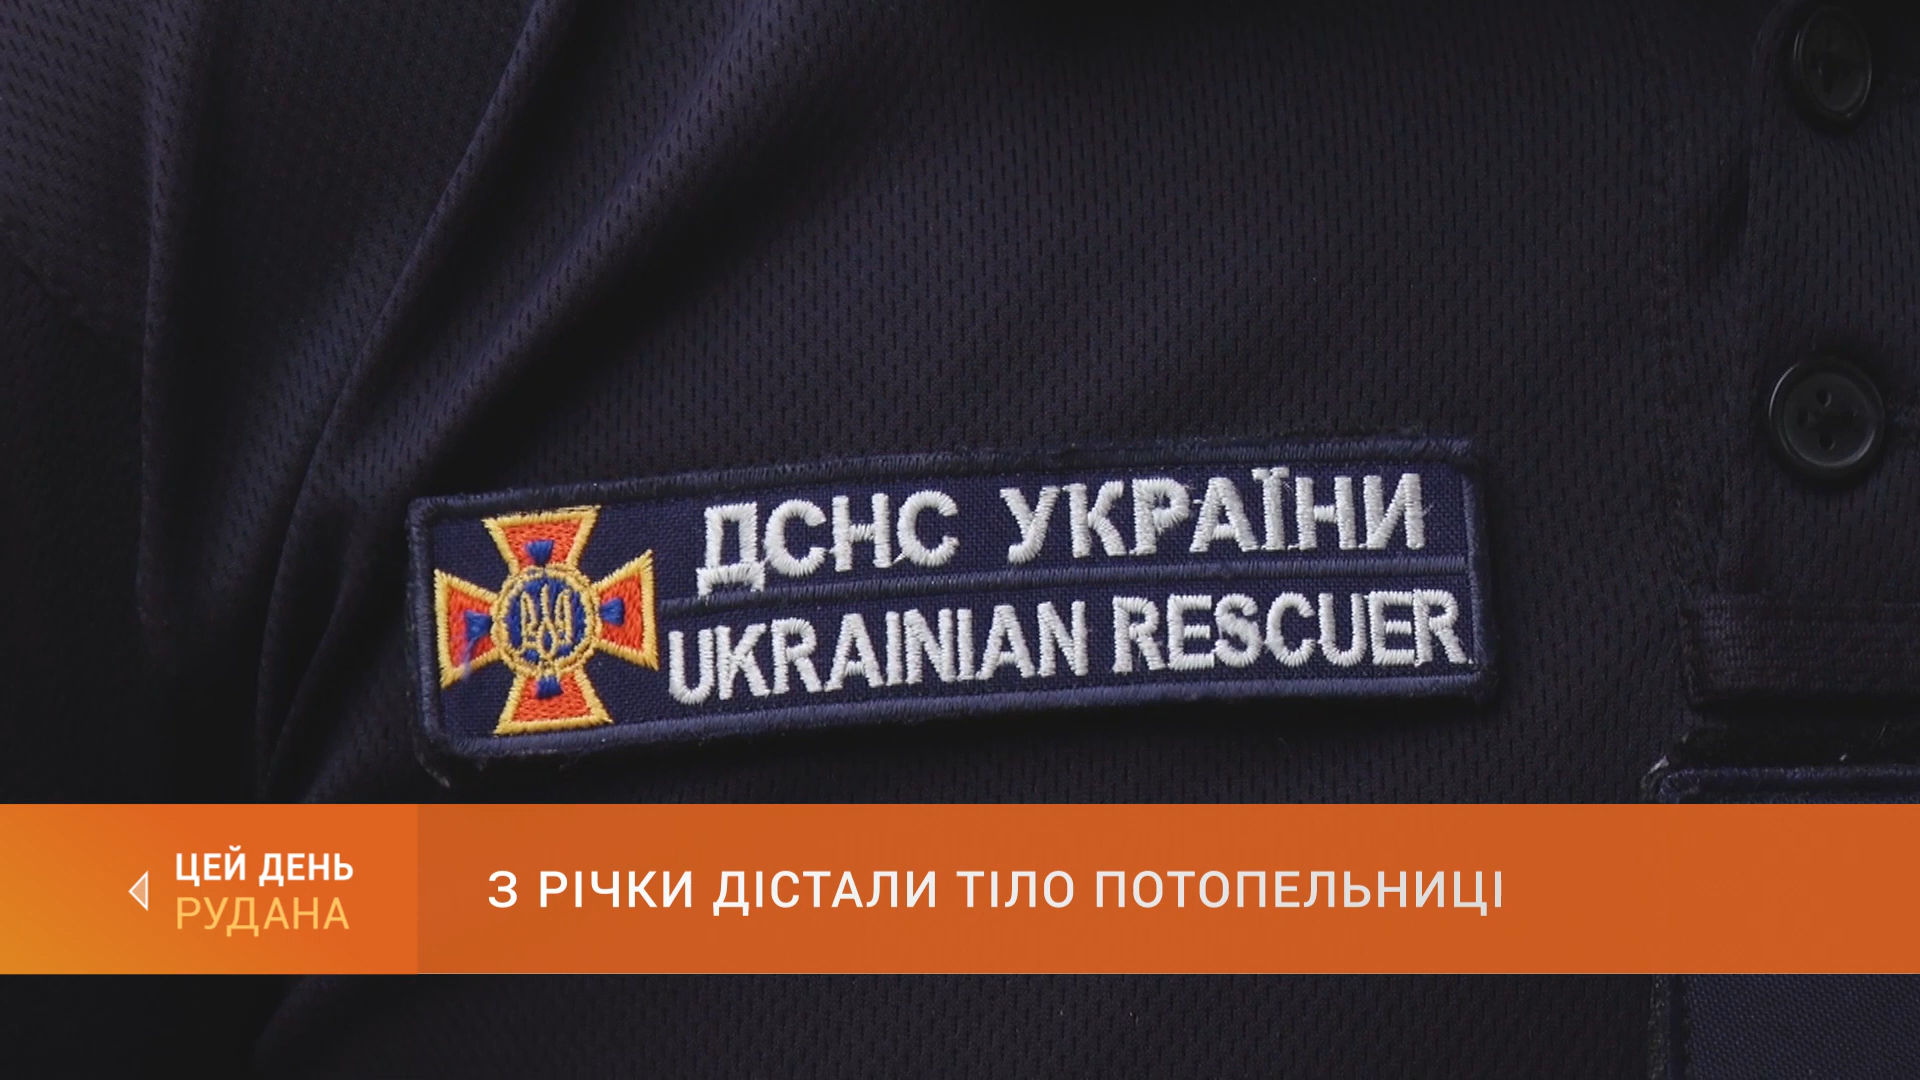 ДСНС УКРАЇНИ
UKRAINIAN RESCUER
ЦЕЙ ДЕНЬ
РУДАНА
З РІЧКИ ДІСТАЛИ ТІЛО ПОТОПЕЛЬНИЦІ